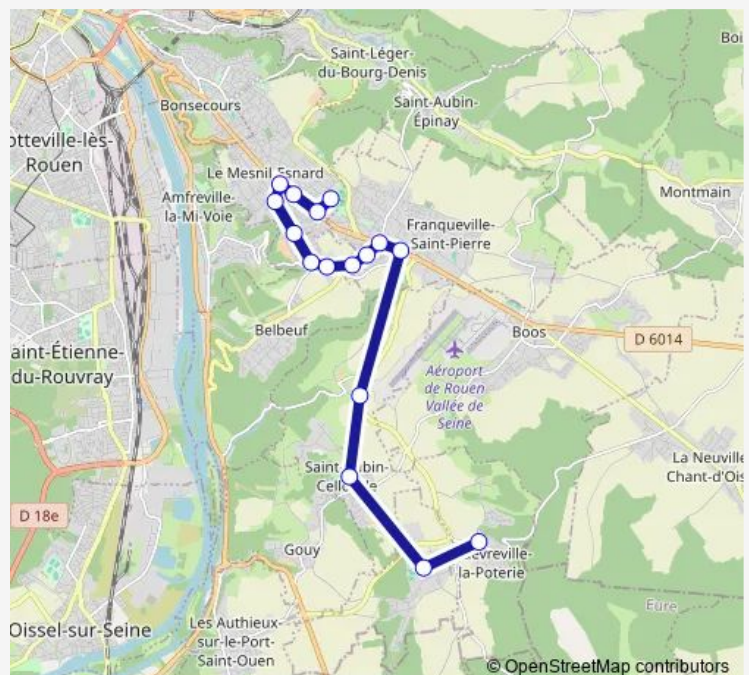 Saint-Léger-
du-Bourg-Denis
Boi
Bonsecours
Saint-Aubin-
Épinay
otteville-lès-
Rouen
Le Mesnil Esnard
Amfreville-
la-Mi-Voie
Montmain
Franqueville-
Saint-Pierre
Belbeuf
Boos
D 6014
aint-Étienne-
du-Rouvray
Aéroport
de Rouen
Vallée de
Seine
La Neuville
Chant-d'Ois
D 18e
Gouy
evreville-
la-Poterie
Eure
Oissel-sur-Seine
Les Authieux-
sur-le-Port-
Saint-Ouen
© OpenStreetMap contributors